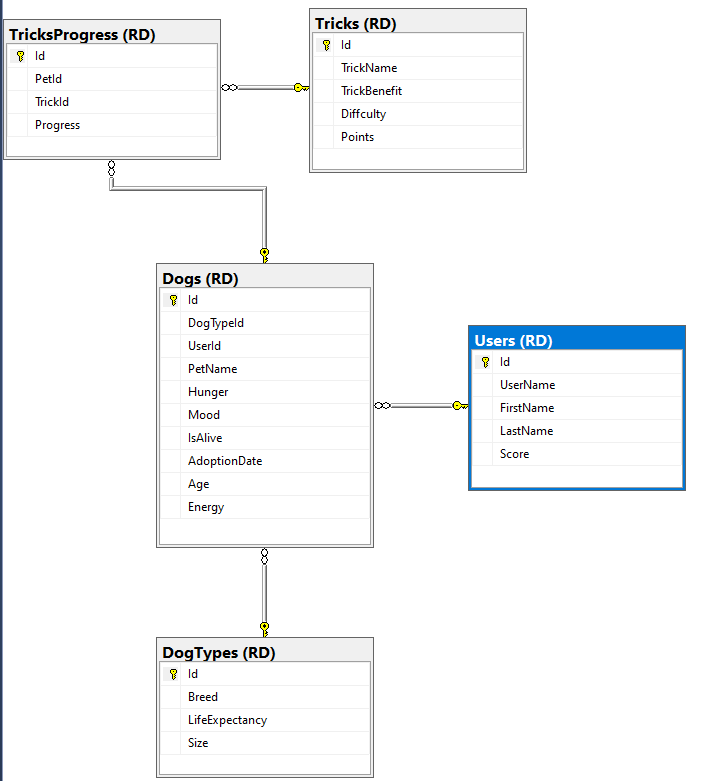 TricksProgress (RD)
Id
PetId
TrickId
Progress
Tricks (RD)
Id
TrickName
TrickBenefit
Diffculty
Points
Dogs (RD)
Id
DogTypeId
UserId
PetName
Hunger
Mood
IsAlive
AdoptionDate
Age
Energy
Users (RD)
Id
UserName
FirstName
LastName
Score
DogTypes (RD)
Id
Breed
LifeExpectancy
Size